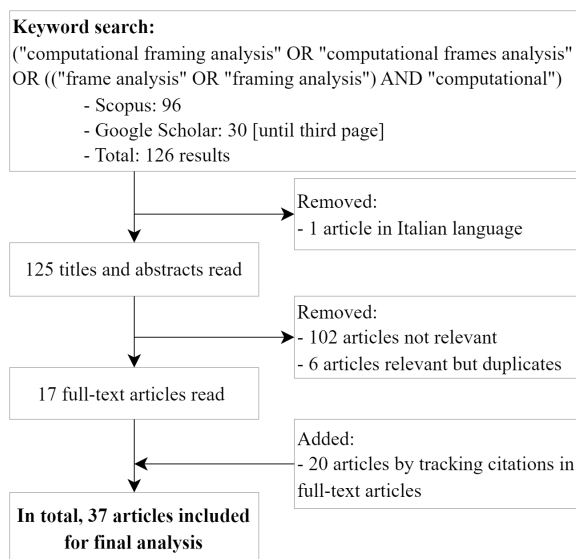 Keyword search:
("computational framing analysis" OR "computational frames analysis"
OR (("frame analysis" OR "framing analysis") AND "computational")
- Scopus: 96
- Google Scholar: 30 [until third page]
- Total: 126 results
Removed:
- 1 article in Italian language
125 titles and abstracts read
Removed:
- 102 articles not relevant
- 6 articles relevant but duplicates
17 full-text articles read
Added:
- 20 articles by tracking citations in
full-text articles
In total, 37 articles included
for final analysis